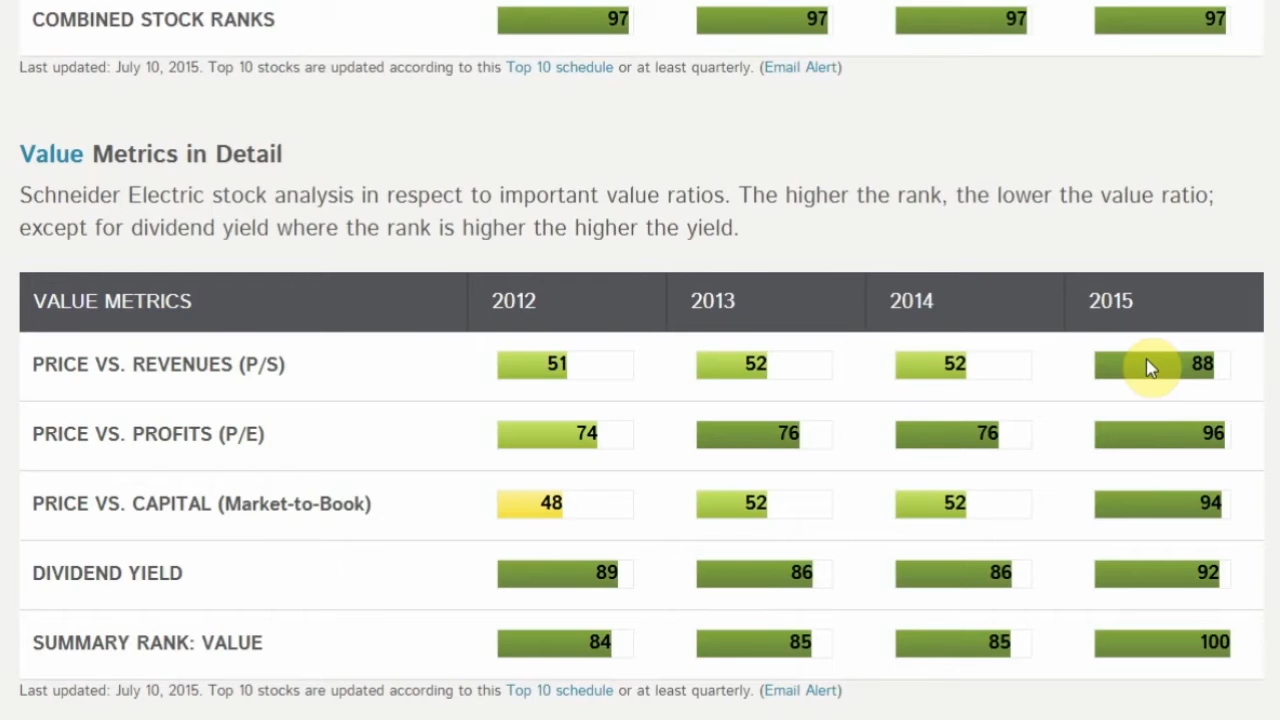 COMBINED STOCK RANKS 97 97 97 97
Last updated: July 10, 2015. Top 10 stocks are updated according to this Top 10 schedule or at least quarterly. (Email Alert)
Value Metrics in Detail
Schneider Electric stock analysis in respect to important value ratios. The higher the rank, the lower the value ratio;
except for dividend yield where the rank is higher the higher the yield.
VALUE METRICS 2012 2013 2014 2015
PRICE VS. REVENUES (P/S) 51 52 52 88
PRICE VS. PROFITS (P/E) 74 76 76 96
PRICE VS. CAPITAL (Market-to-Book) 48 52 52 94
DIVIDEND YIELD 89 86 86 92
SUMMARY RANK: VALUE 84 85 85 100
Last updated: July 10, 2015. Top 10 stocks are updated according to this Top 10 schedule or at least quarterly. (Email Alert)